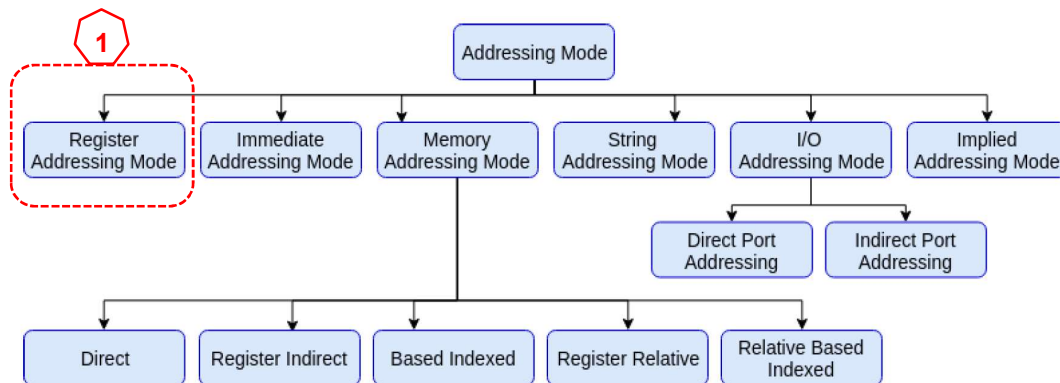 1
Addressing Mode
Register
Addressing Mode
Immediate
Addressing Mode
Memory
Addressing Mode
String
Addressing Mode
I/O
Addressing Mode
Implied
Addressing Mode
Direct Port
Addressing
Indirect Port
Addressing
Direct
Register Indirect
Based Indexed
Register Relative
Relative Based
Indexed